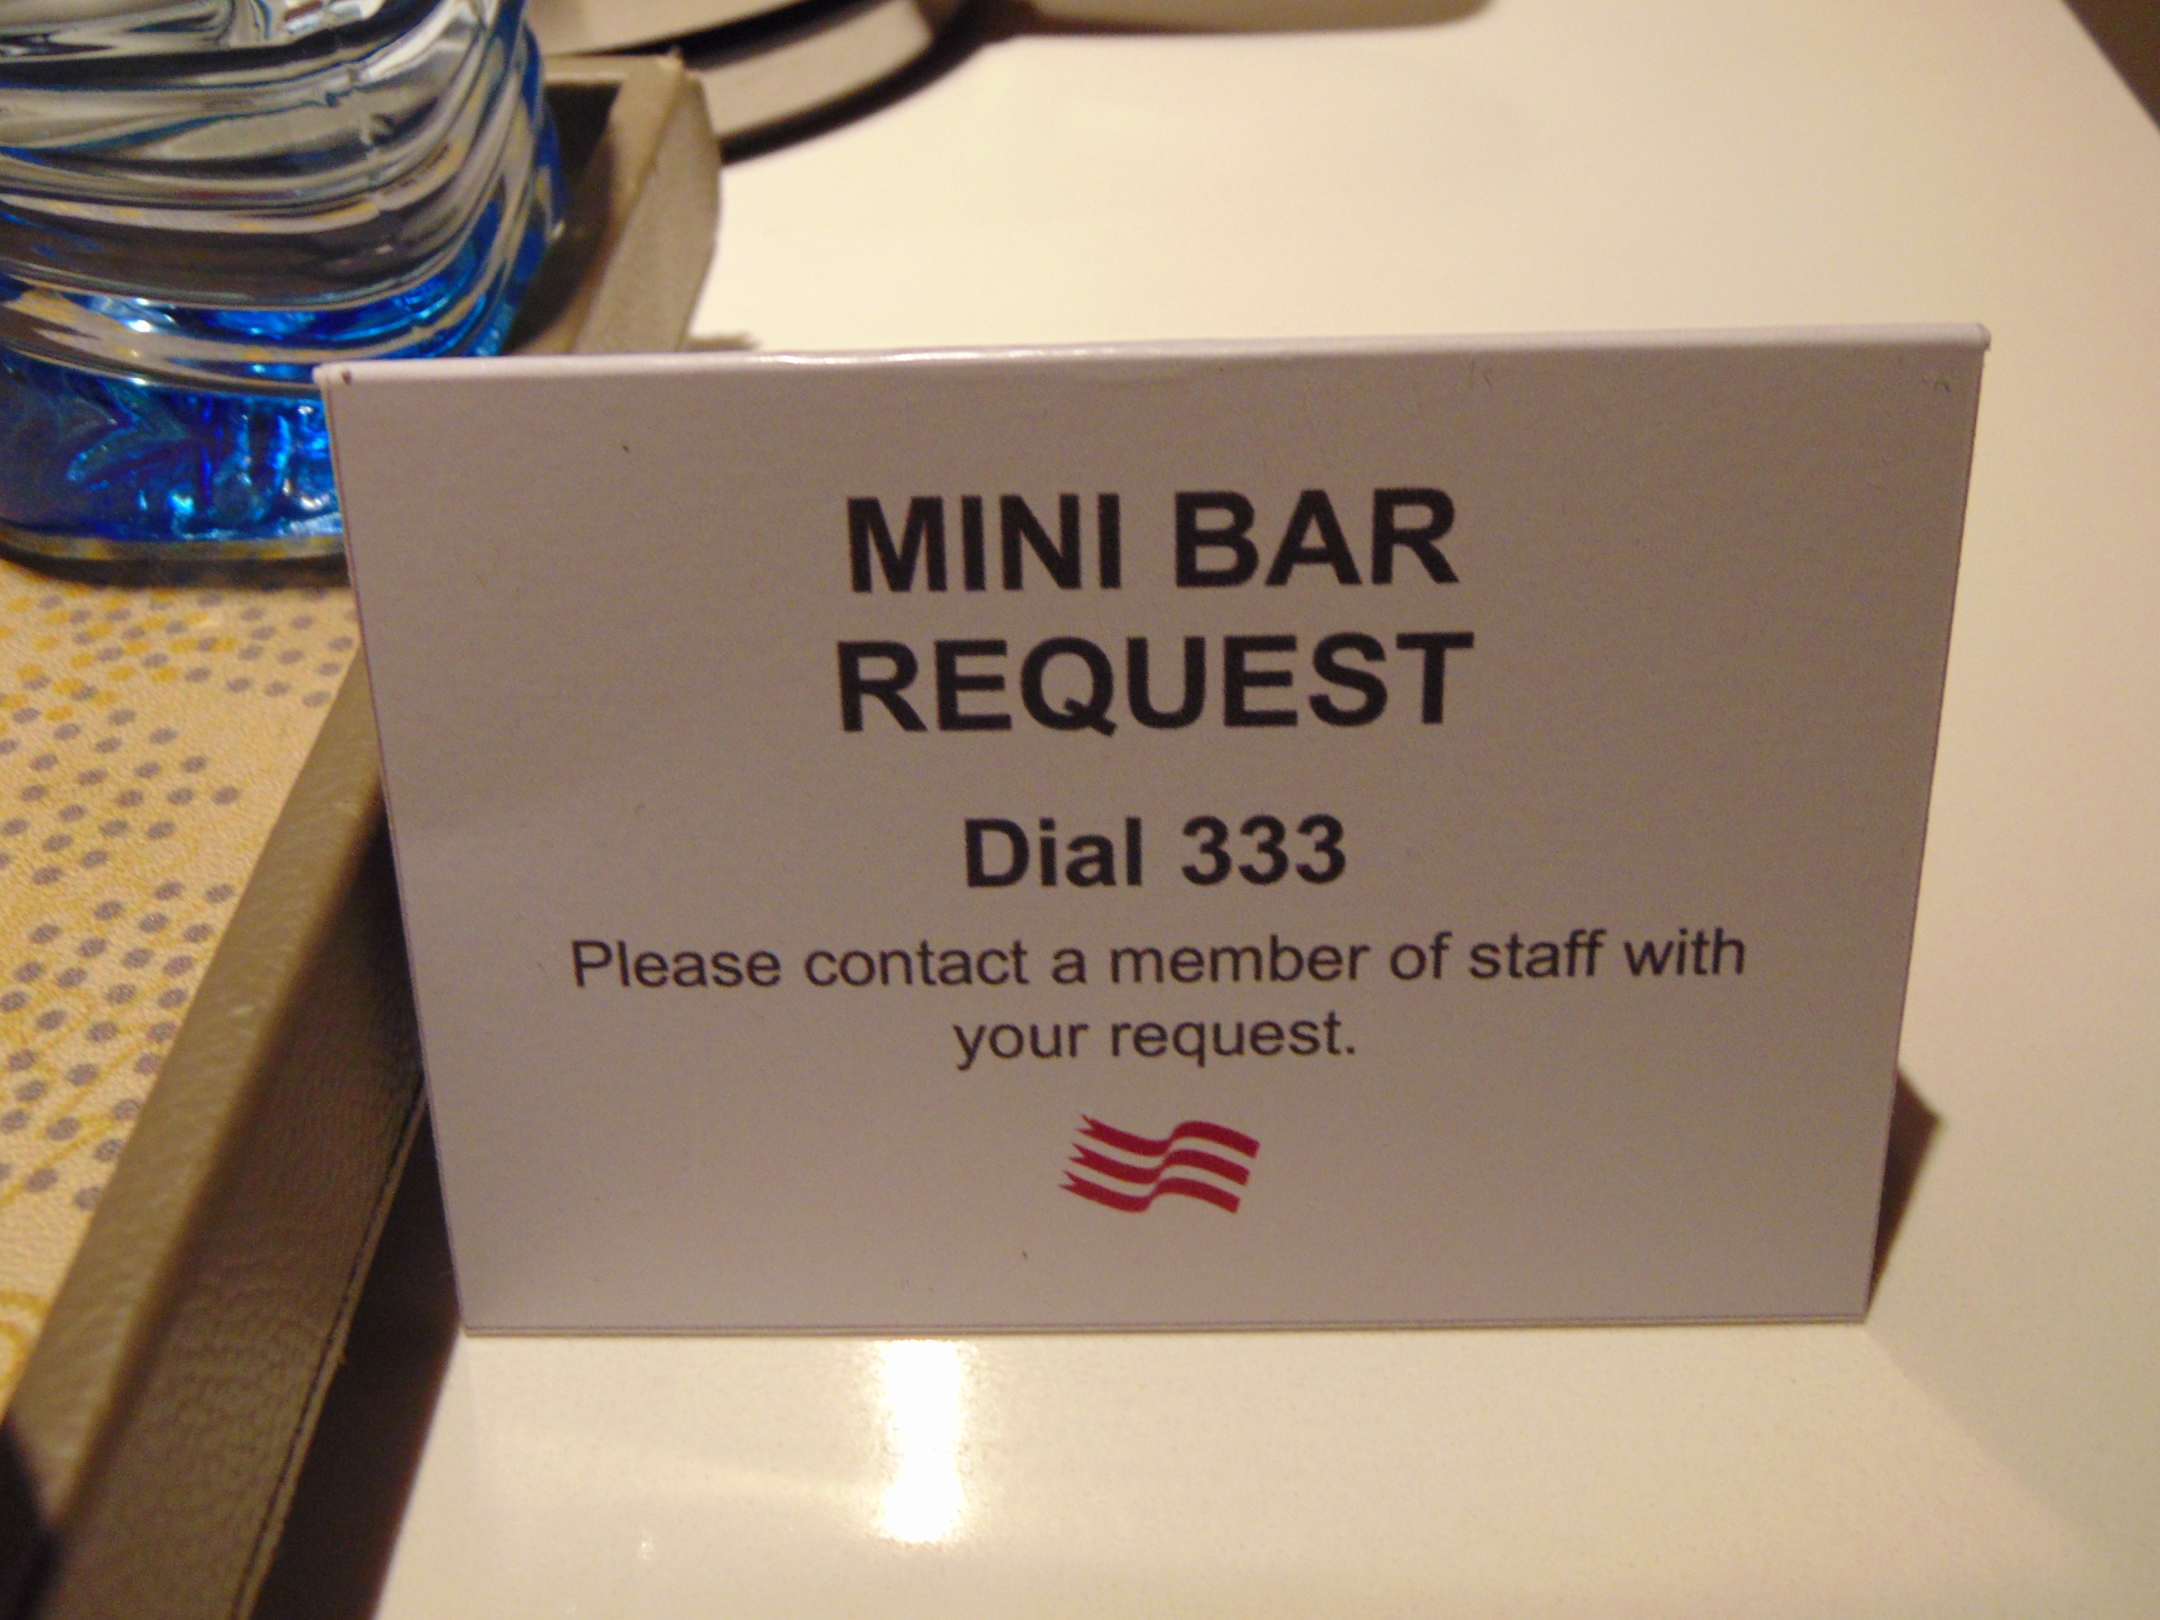 MINI BAR
REQUEST
Dial 333
Please contact a member of staff with
your request.